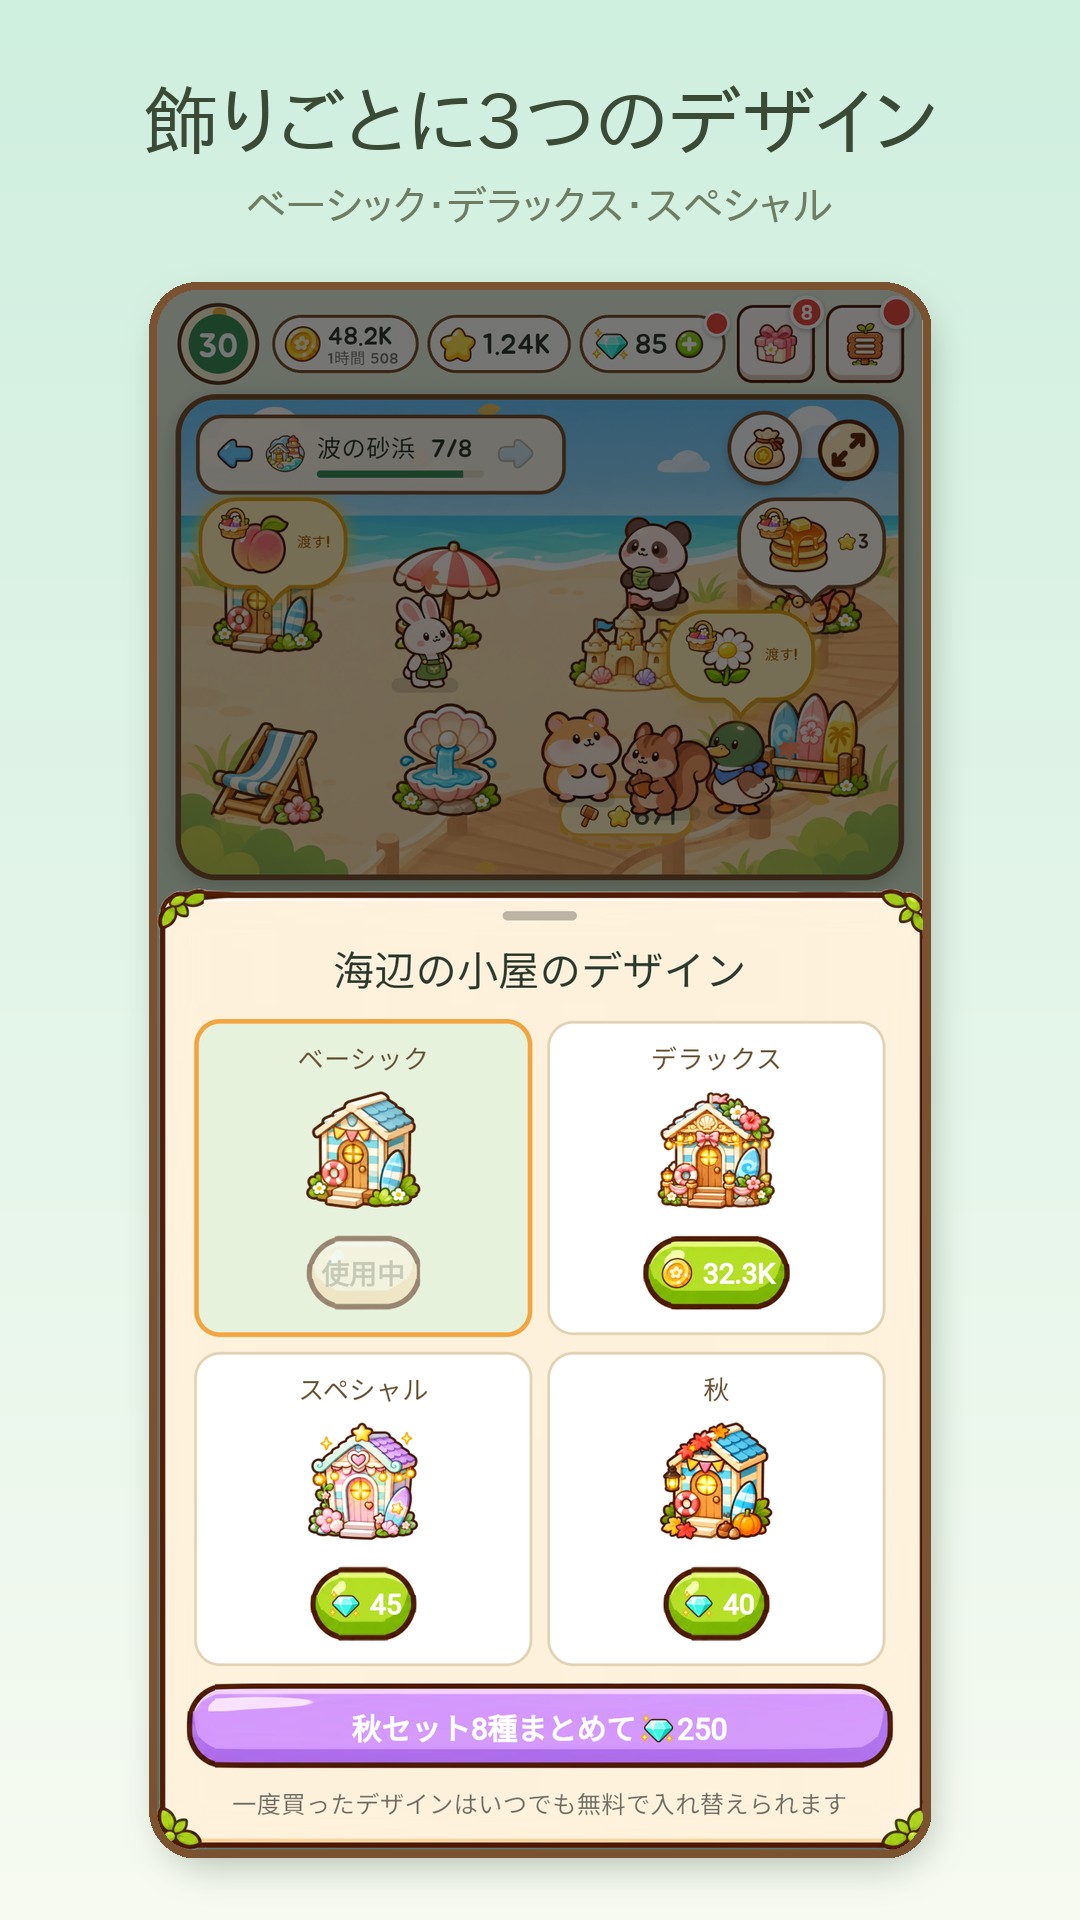 飾りごとに3つのデザイン
ベーシック・デラックス・スペシャル
30
48.2K
1時間 508
1.24K
85
8
波の砂浜 7/8
渡す!
3
渡す!
海辺の小屋のデザイン
ベーシック
デラックス
使用中
32.3K
スペシャル
秋
45
40
秋セット8種まとめて 250
一度買ったデザインはいつでも無料で入れ替えられます